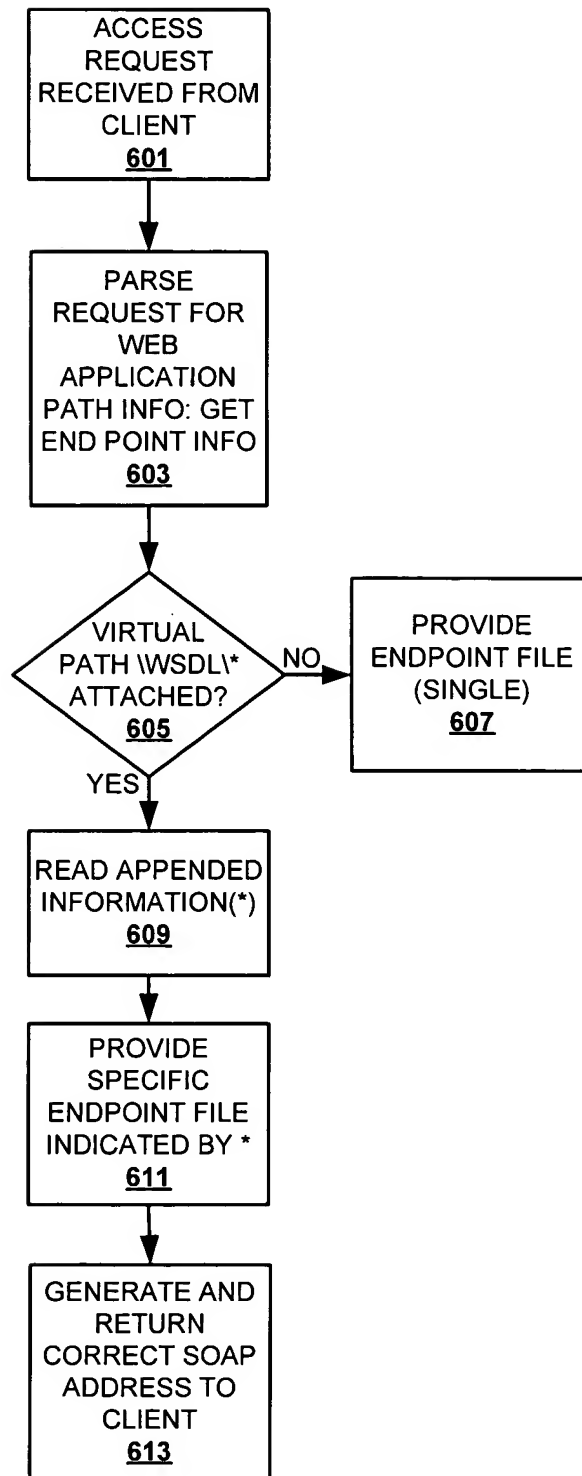 ACCESS
REQUEST
RECEIVED FROM
CLIENT
601
PARSE
REQUEST FOR
WEB
APPLICATION
PATH INFO: GET
END POINT INFO
603
VIRTUAL
PATH \WSDL\*
ATTACHED?
605
NO
PROVIDE
ENDPOINT FILE
(SINGLE)
607
YES
READ APPENDED
INFORMATION(*)
609
PROVIDE
SPECIFIC
ENDPOINT FILE
INDICATED BY *
611
GENERATE AND
RETURN
CORRECT SOAP
ADDRESS TO
CLIENT
613